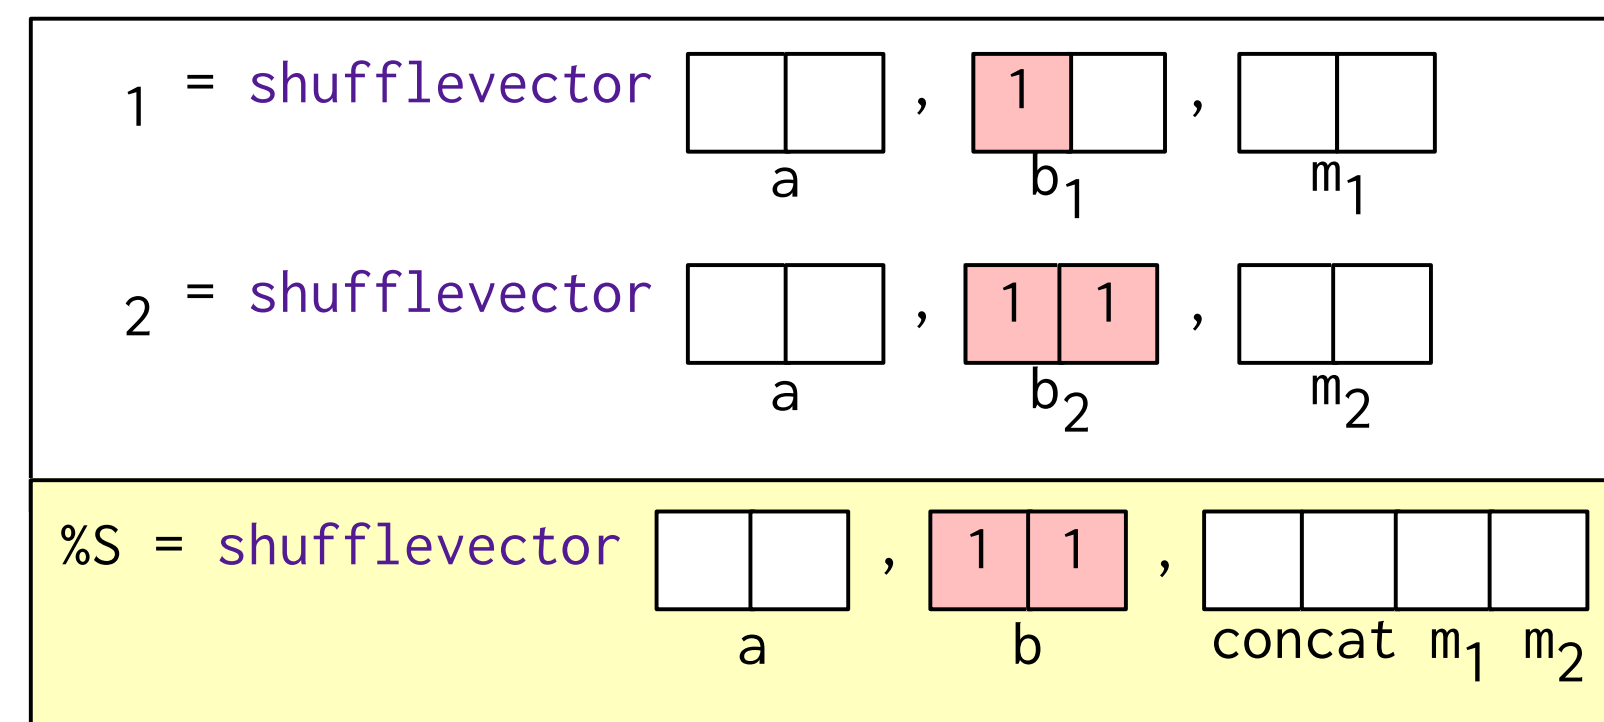 1 = shufflevector , 1 ,
a b1 m1
2 = shufflevector , 1 1 ,
a b2 m2
%S = shufflevector , 1 1 ,
a b concat m1 m2